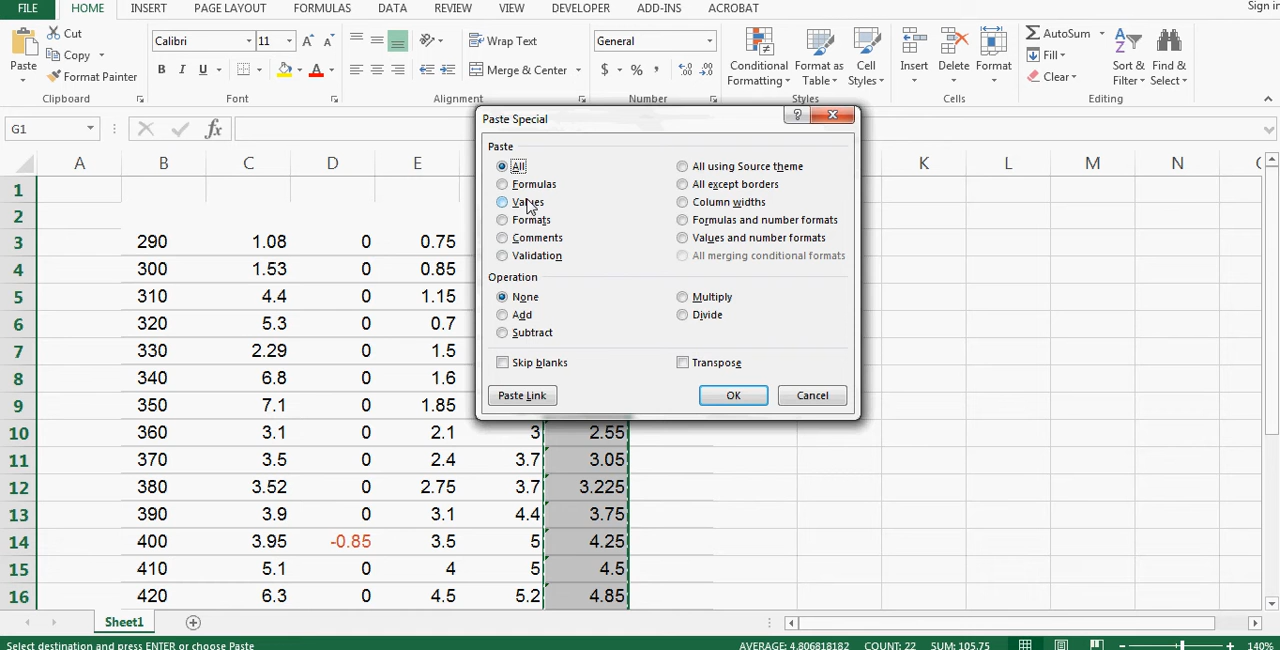 FILE HOME INSERT PAGE LAYOUT FORMULAS DATA REVIEW VIEW DEVELOPER ADD-INS ACROBAT Sign in
Cut
Copy
Format Painter
Paste
Clipboard
Calibri 11
B I U
Font
Wrap Text
Merge & Center
Alignment
General
$ % ,
Number
Conditional Formatting
Format as Table
Cell Styles
Styles
Insert Delete Format
Cells
AutoSum
Fill
Clear
Sort & Filter
Find & Select
Editing
G1 fx
A B C D E K L M N
1
2
3 290 1.08 0 0.75
4 300 1.53 0 0.85
5 310 4.4 0 1.15
6 320 5.3 0 0.7
7 330 2.29 0 1.5
8 340 6.8 0 1.6
9 350 7.1 0 1.85
10 360 3.1 0 2.1 3 2.55
11 370 3.5 0 2.4 3.7 3.05
12 380 3.52 0 2.75 3.7 3.225
13 390 3.9 0 3.1 4.4 3.75
14 400 3.95 -0.85 3.5 5 4.25
15 410 5.1 0 4 5 4.5
16 420 6.3 0 4.5 5.2 4.85
Paste Special
Paste
All All using Source theme
Formulas All except borders
Values Column widths
Formats Formulas and number formats
Comments Values and number formats
Validation All merging conditional formats
Operation
None Multiply
Add Divide
Subtract
Skip blanks Transpose
Paste Link OK Cancel
Sheet1
Select destination and press ENTER or choose Paste AVERAGE: 4.806818182 COUNT: 22 SUM: 105.75 140%